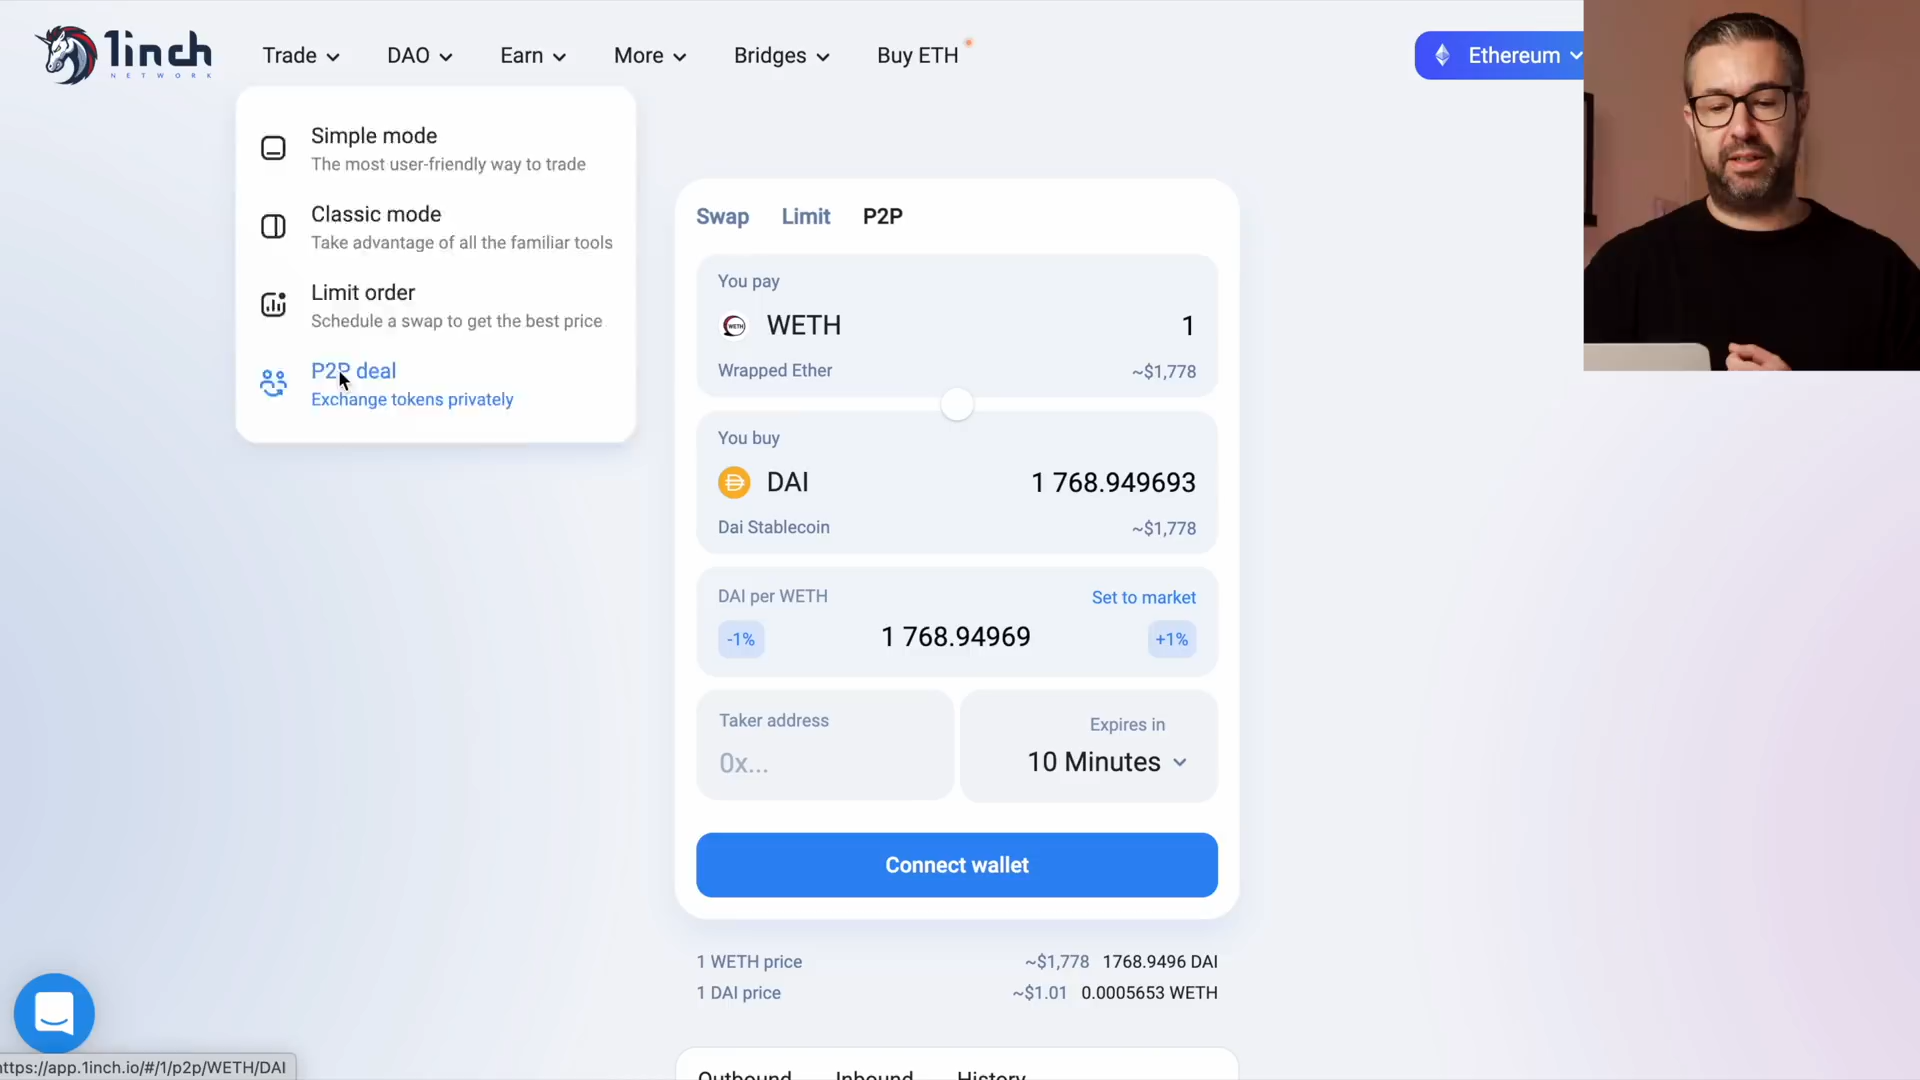 1inch
NETWORK
Trade
DAO
Earn
More
Bridges
Buy ETH
Ethereum
Simple mode
The most user-friendly way to trade
Classic mode
Take advantage of all the familiar tools
Limit order
Schedule a swap to get the best price
P2P deal
Exchange tokens privately
Swap Limit P2P
You pay
WETH
WETH 1
Wrapped Ether ~$1,778
You buy
DAI 1 768.949693
Dai Stablecoin ~$1,778
DAI per WETH Set to market
-1% 1 768.94969 +1%
Taker address
0x...
Expires in
10 Minutes
Connect wallet
1 WETH price ~$1,778 1768.9496 DAI
1 DAI price ~$1.01 0.0005653 WETH
Outbound Inbound History
https://app.1inch.io/#/1/p2p/WETH/DAI